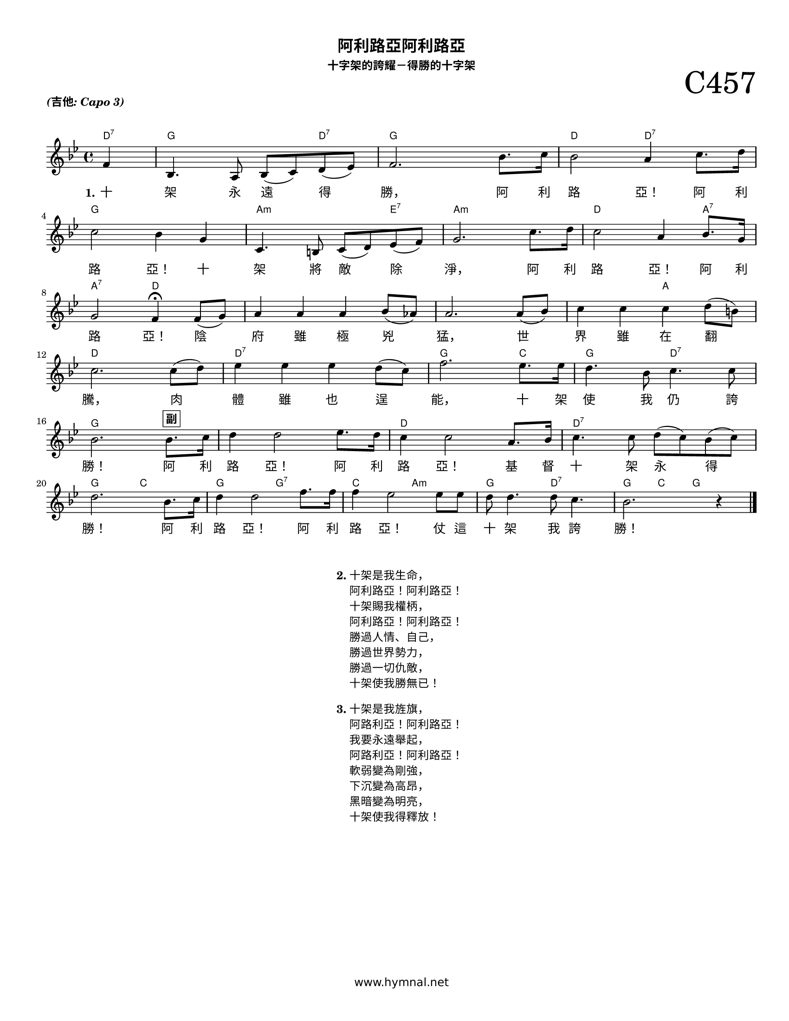 阿利路亞阿利路亞
十字架的誇耀－得勝的十字架
C457
(吉他: Capo 3)
D7 G D7 G D D7
1. 十 架 永 遠 得 勝， 阿 利 路 亞！ 阿 利
4 G Am E7 Am D A7
路 亞！ 十 架 將 敵 除 淨， 阿 利 路 亞！ 阿 利
8 A7 D A
路 亞！ 陰 府 雖 極 兇 猛， 世 界 雖 在 翻
12 D D7 G C G D7
騰， 肉 體 雖 也 逞 能， 十 架 使 我 仍 誇
16 G 副 D D7
勝！ 阿 利 路 亞！ 阿 利 路 亞！ 基 督 十 架 永 得
20 G C G G7 C Am G D7 G C G
勝！ 阿 利 路 亞！ 阿 利 路 亞！ 仗 這 十 架 我 誇 勝！
2. 十架是我生命，
阿利路亞！阿利路亞！
十架賜我權柄，
阿利路亞！阿利路亞！
勝過人情、自己，
勝過世界勢力，
勝過一切仇敵，
十架使我勝無已！
3. 十架是我旌旗，
阿路利亞！阿利路亞！
我要永遠舉起，
阿路利亞！阿利路亞！
軟弱變為剛強，
下沉變為高昂，
黑暗變為明亮，
十架使我得釋放！
www.hymnal.net